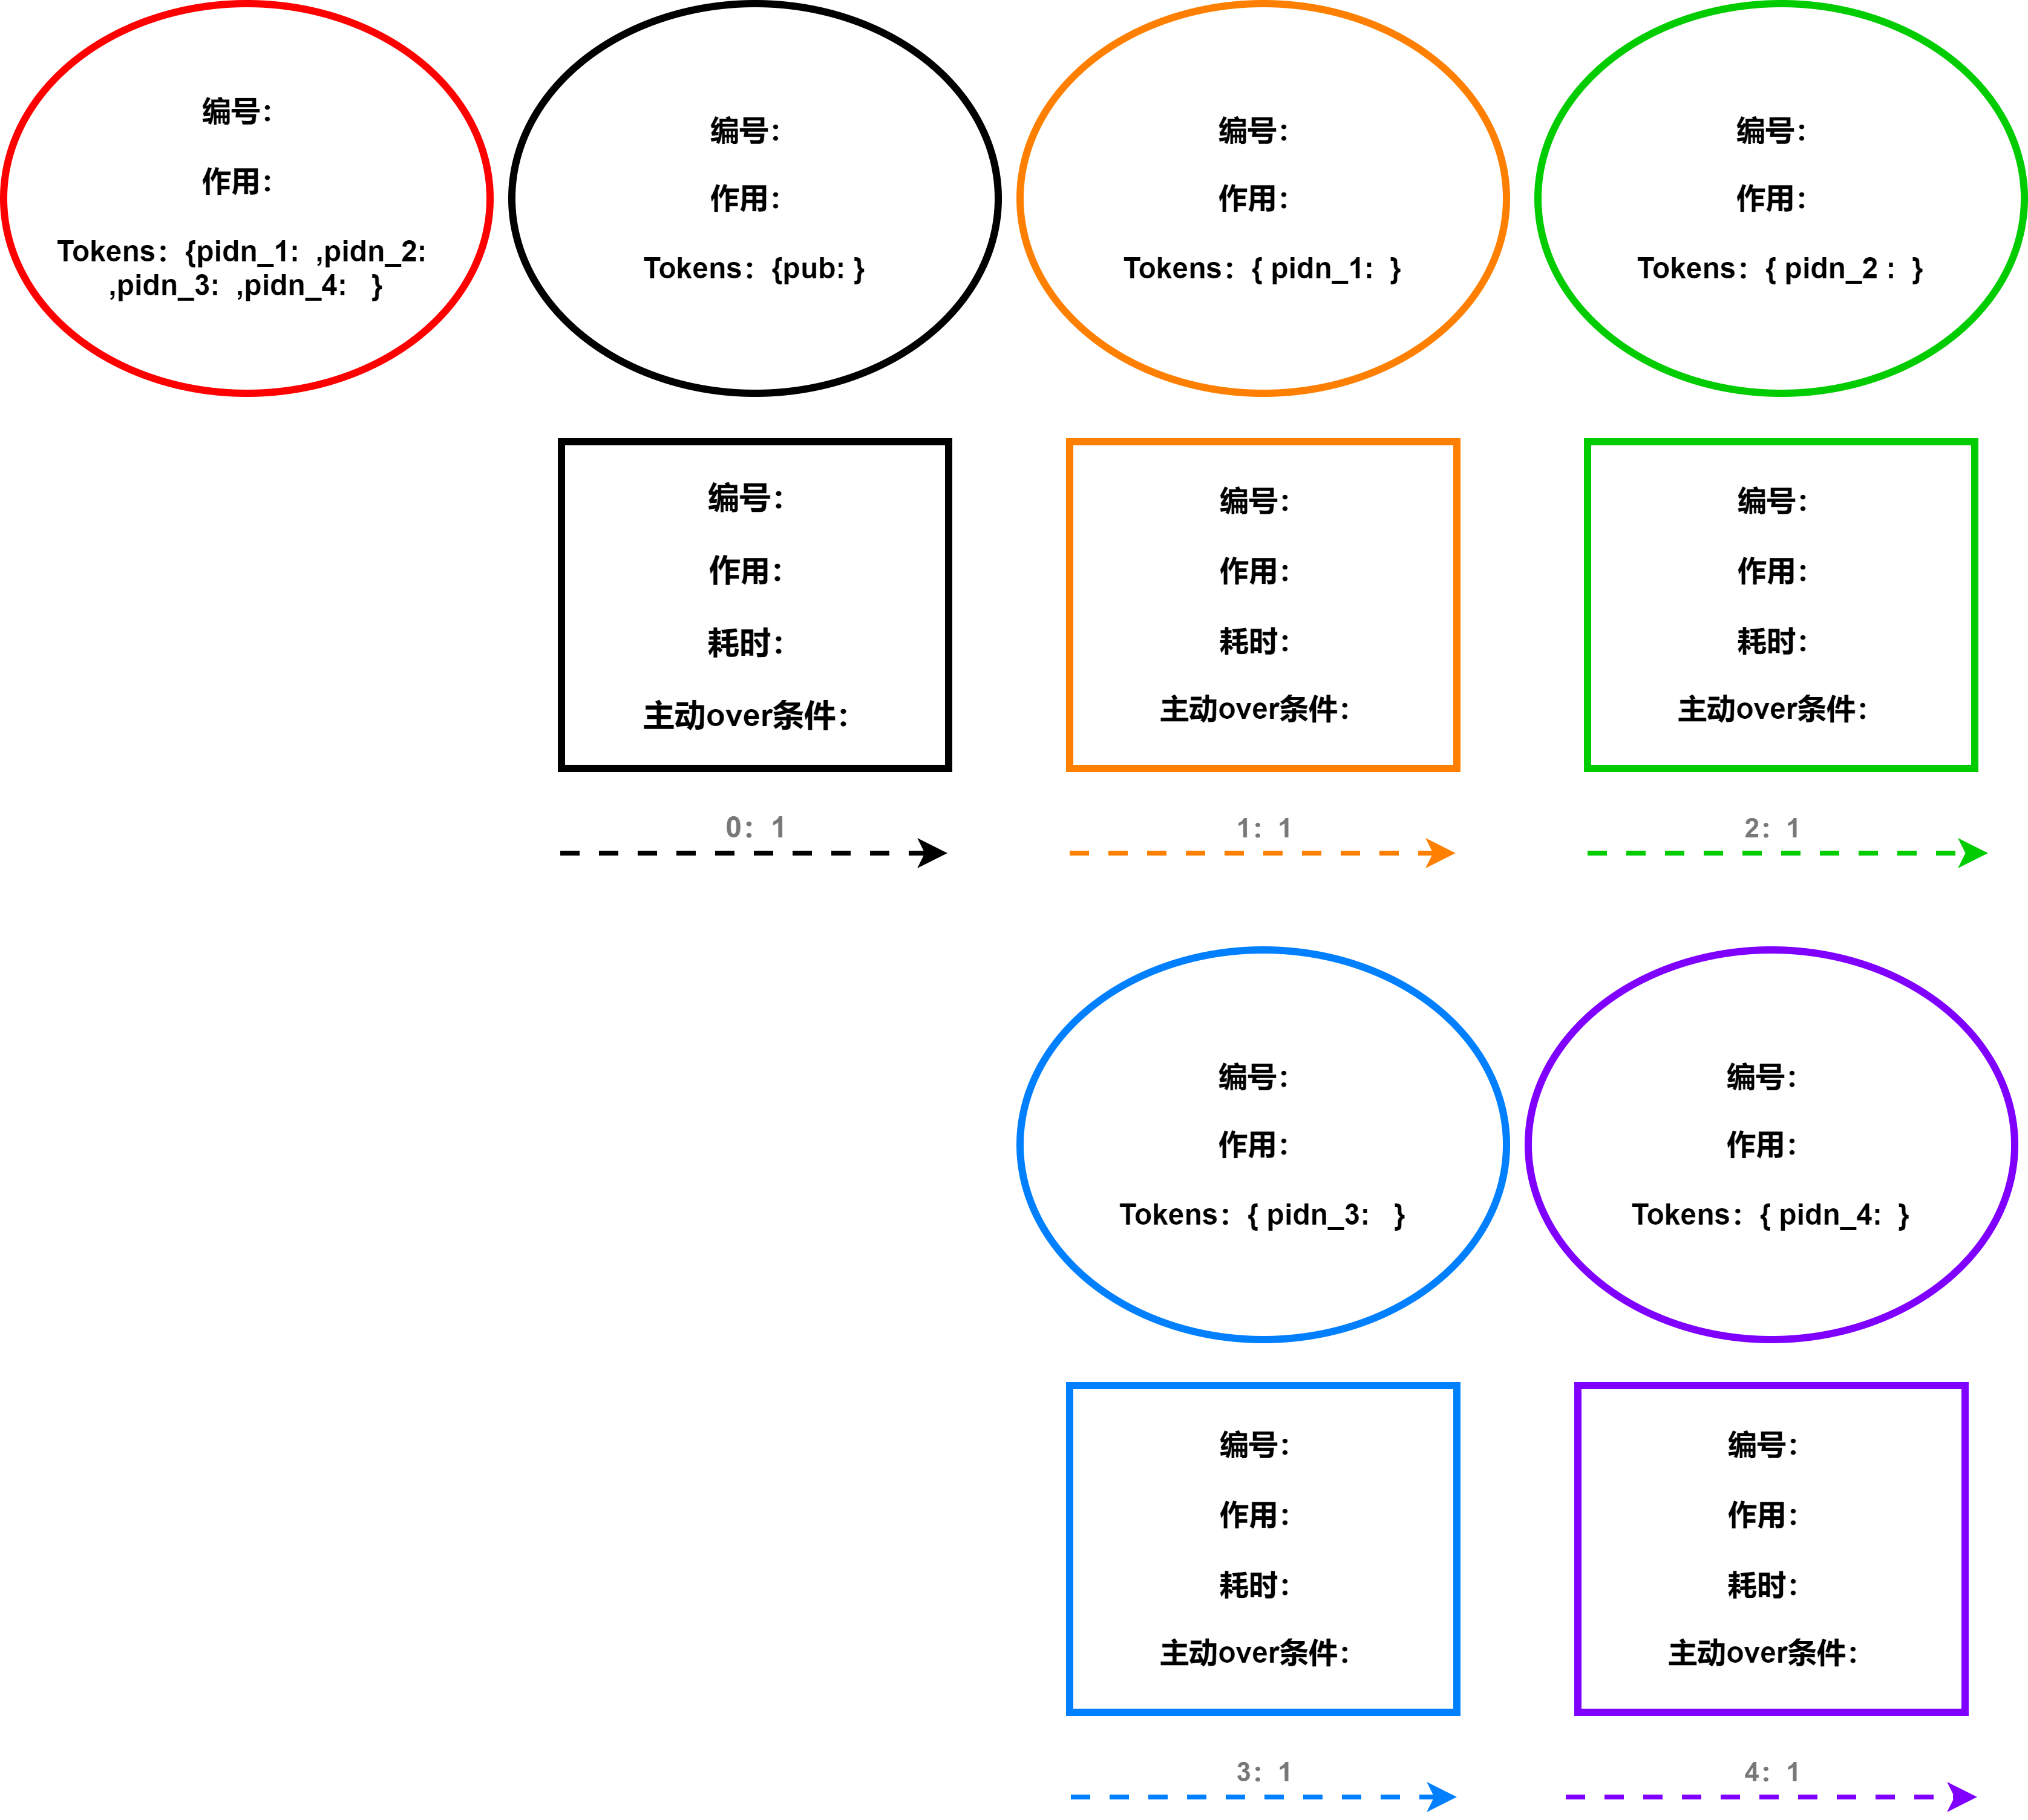 编号：
作用：
Tokens：{pidn_1:  ,pidn_2:
,pidn_3:  ,pidn_4:   }
编号：
作用：
Tokens：{pub: }
编号：
作用：
Tokens：{ pidn_1:  }
编号：
作用：
Tokens：{ pidn_2 :  }
编号：
作用：
耗时：
主动over条件：
0：1
编号：
作用：
耗时：
主动over条件：
1：1
编号：
作用：
耗时：
主动over条件：
2：1
编号：
作用：
Tokens：{ pidn_3:   }
编号：
作用：
Tokens：{ pidn_4:  }
编号：
作用：
耗时：
主动over条件：
3：1
编号：
作用：
耗时：
主动over条件：
4：1